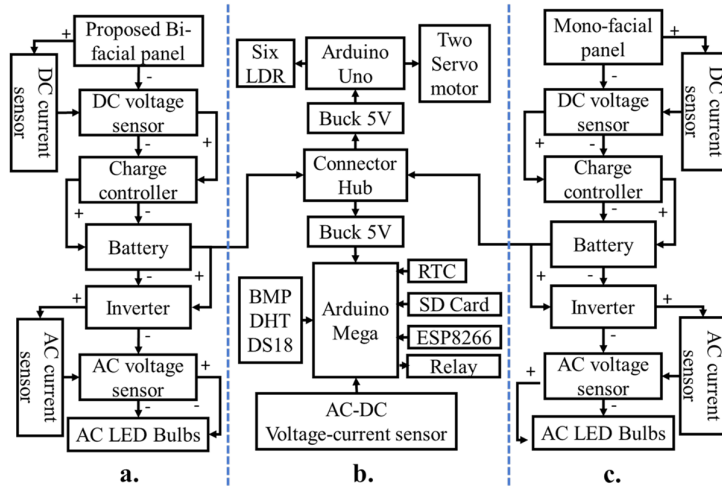 Proposed Bi-
facial panel
+
-
DC current
sensor
DC voltage
sensor
-
+
Charge
controller
+
-
Battery
-
+
Inverter
+
-
AC current
sensor
AC voltage
sensor
+
-
-
AC LED Bulbs
a.
Six
LDR
Arduino
Uno
Two
Servo
motor
Buck 5V
Connector
Hub
Buck 5V
BMP
DHT
DS18
Arduino
Mega
RTC
SD Card
ESP8266
Relay
AC-DC
Voltage-current sensor
b.
Mono-facial
panel
+
-
DC current
sensor
DC voltage
sensor
+
-
Charge
controller
+
-
Battery
+
-
Inverter
+
-
AC current
sensor
AC voltage
sensor
+
-
AC LED Bulbs
c.